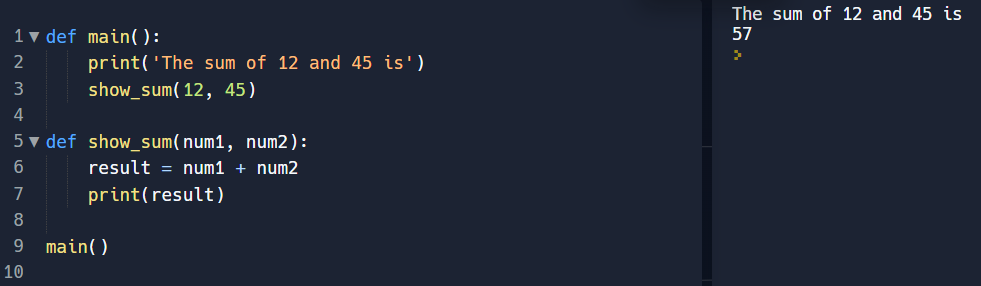 1 def main():
2 print('The sum of 12 and 45 is')
3 show_sum(12, 45)
4
5 def show_sum(num1, num2):
6 result = num1 + num2
7 print(result)
8
9 main()
10
The sum of 12 and 45 is
57